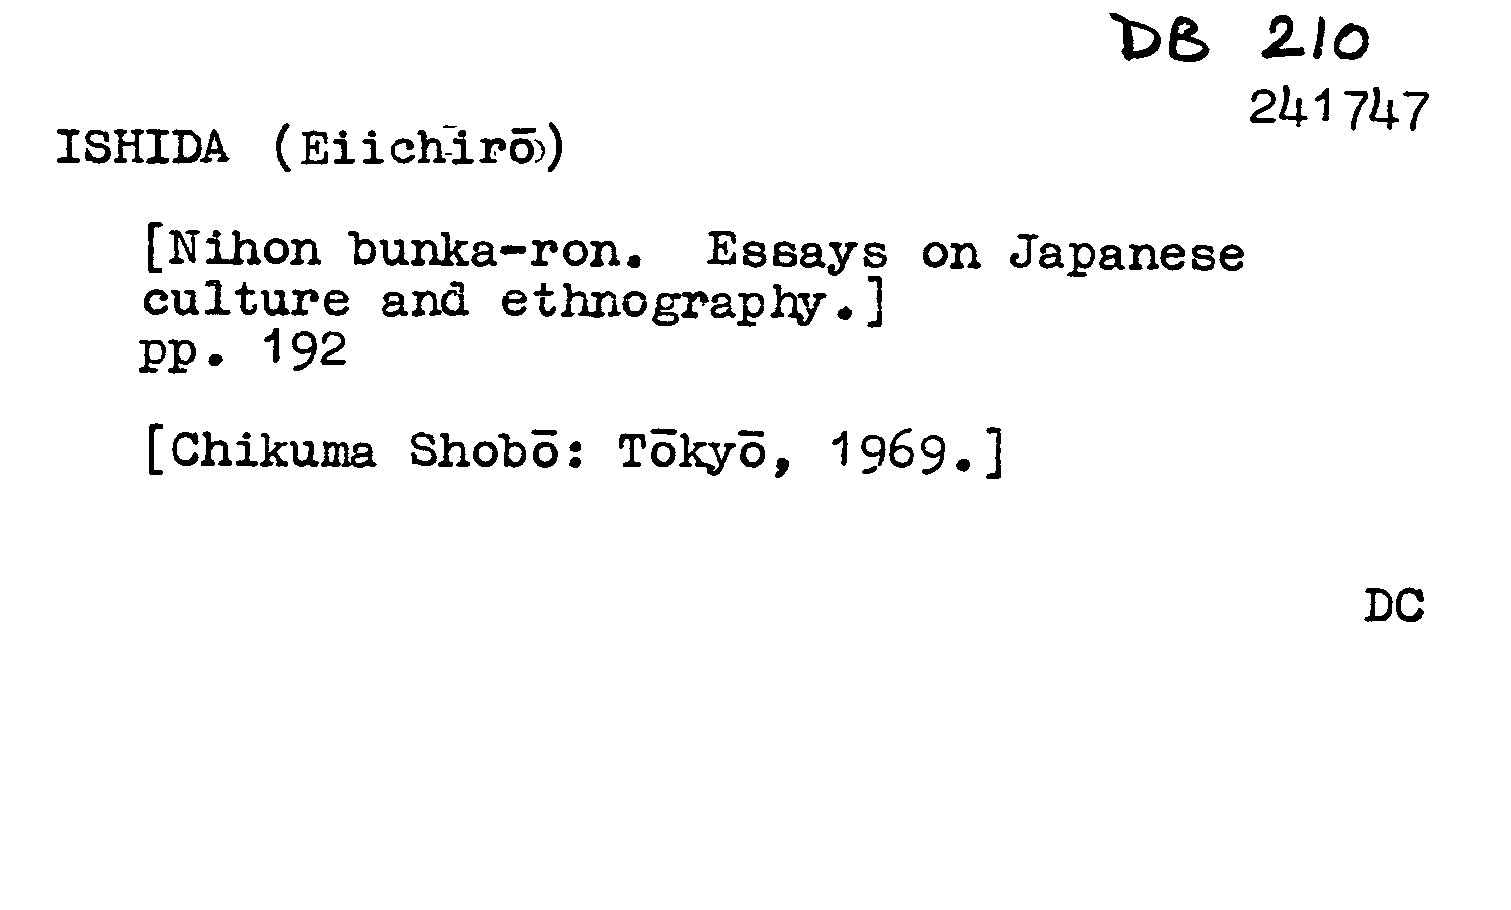 DB 210
241747
ISHIDA (Eiichirō)
[Nihon bunka-ron. Essays on Japanese
culture and ethnography.]
pp. 192
[Chikuma Shobō: Tōkyō, 1969.]
DC